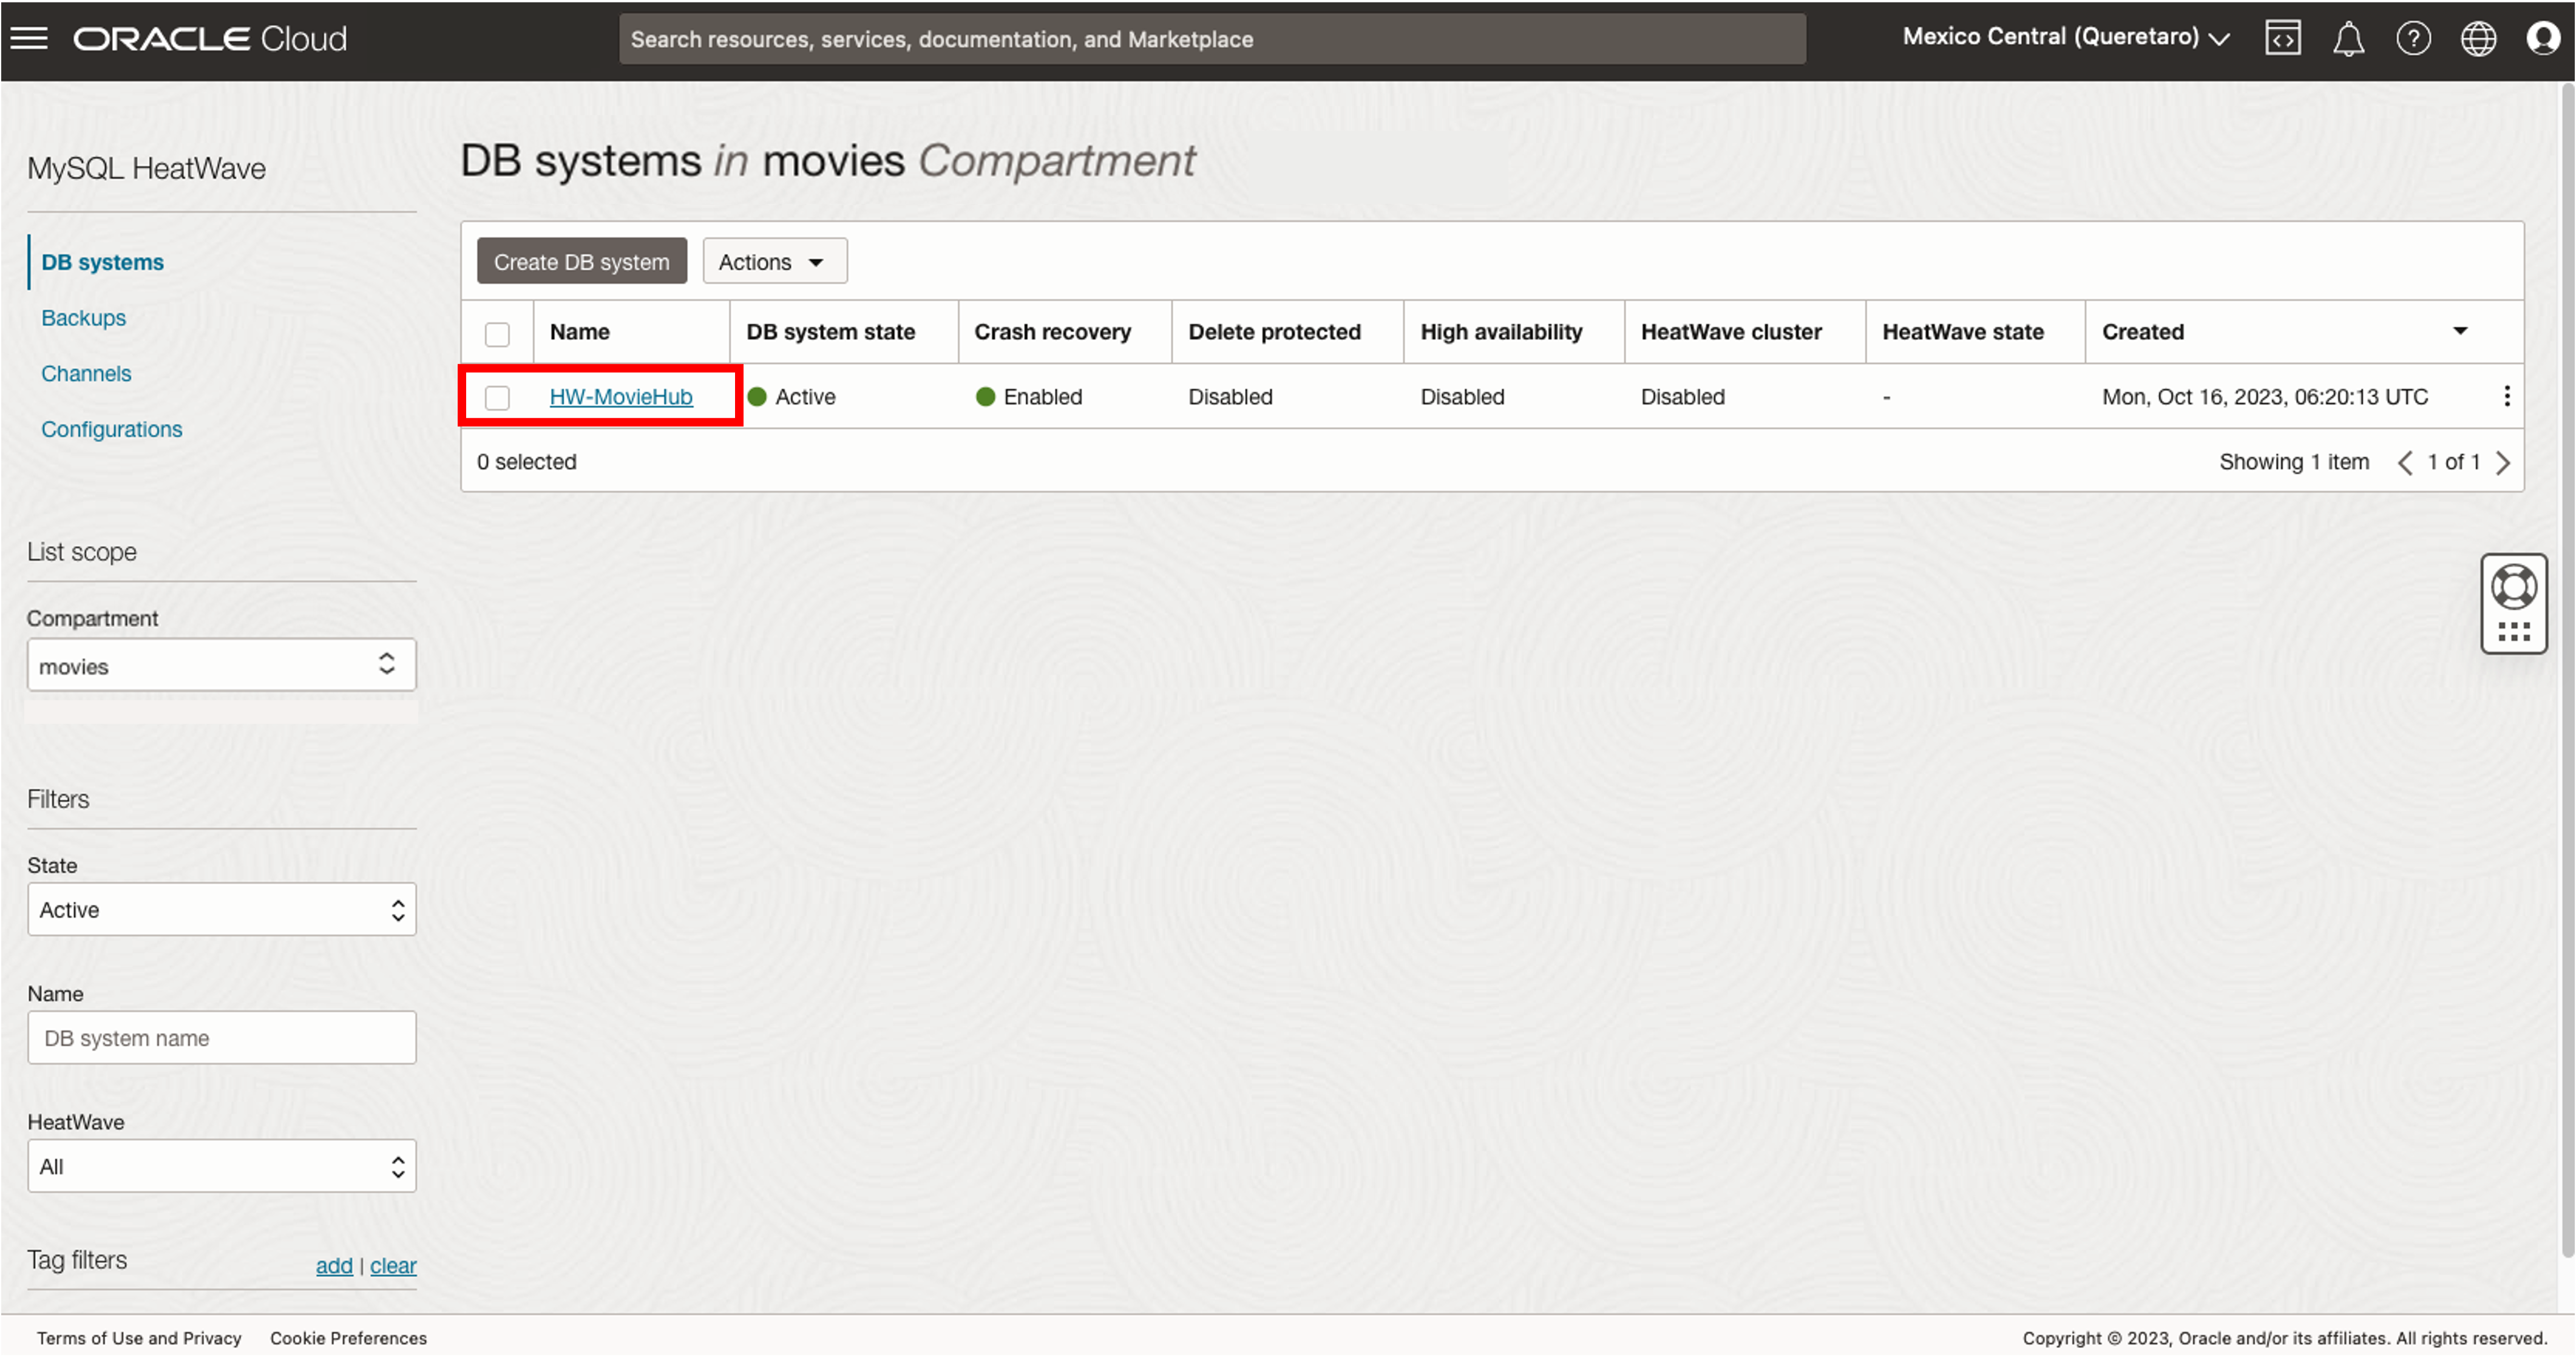 ORACLE Cloud
Search resources, services, documentation, and Marketplace
Mexico Central (Queretaro)
MySQL HeatWave
DB systems
Backups
Channels
Configurations
List scope
Compartment
movies
Filters
State
Active
Name
DB system name
HeatWave
All
Tag filters add | clear
DB systems in movies Compartment
Create DB system Actions
Name DB system state Crash recovery Delete protected High availability HeatWave cluster HeatWave state Created
HW-MovieHub Active Enabled Disabled Disabled Disabled - Mon, Oct 16, 2023, 06:20:13 UTC
0 selected Showing 1 item 1 of 1
Terms of Use and Privacy Cookie Preferences
Copyright © 2023, Oracle and/or its affiliates. All rights reserved.